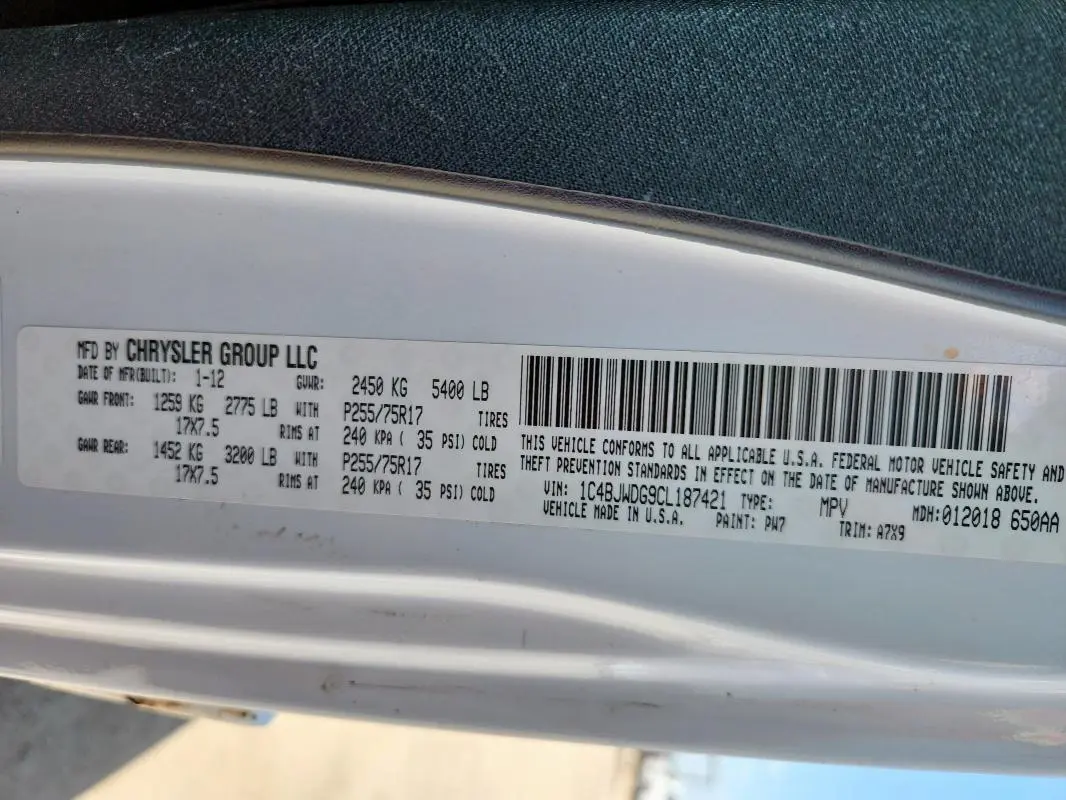 MFD BY CHRYSLER GROUP LLC
DATE OF MFR(BUILT): 1-12 GVWR: 2450 KG 5400 LB
GAWR FRONT: 1259 KG 2775 LB WITH P255/75R17 TIRES
17X7.5 RIMS AT 240 KPA ( 35 PSI) COLD
GAWR REAR: 1452 KG 3200 LB WITH P255/75R17 TIRES
17X7.5 RIMS AT 240 KPA ( 35 PSI) COLD
THIS VEHICLE CONFORMS TO ALL APPLICABLE U.S.A. FEDERAL MOTOR VEHICLE SAFETY AND
THEFT PREVENTION STANDARDS IN EFFECT ON THE DATE OF MANUFACTURE SHOWN ABOVE.
VIN: 1C4BJWDG9CL187421 TYPE: MPV MDH:012018 650AA
VEHICLE MADE IN U.S.A. PAINT: PW7 TRIM: A7X9